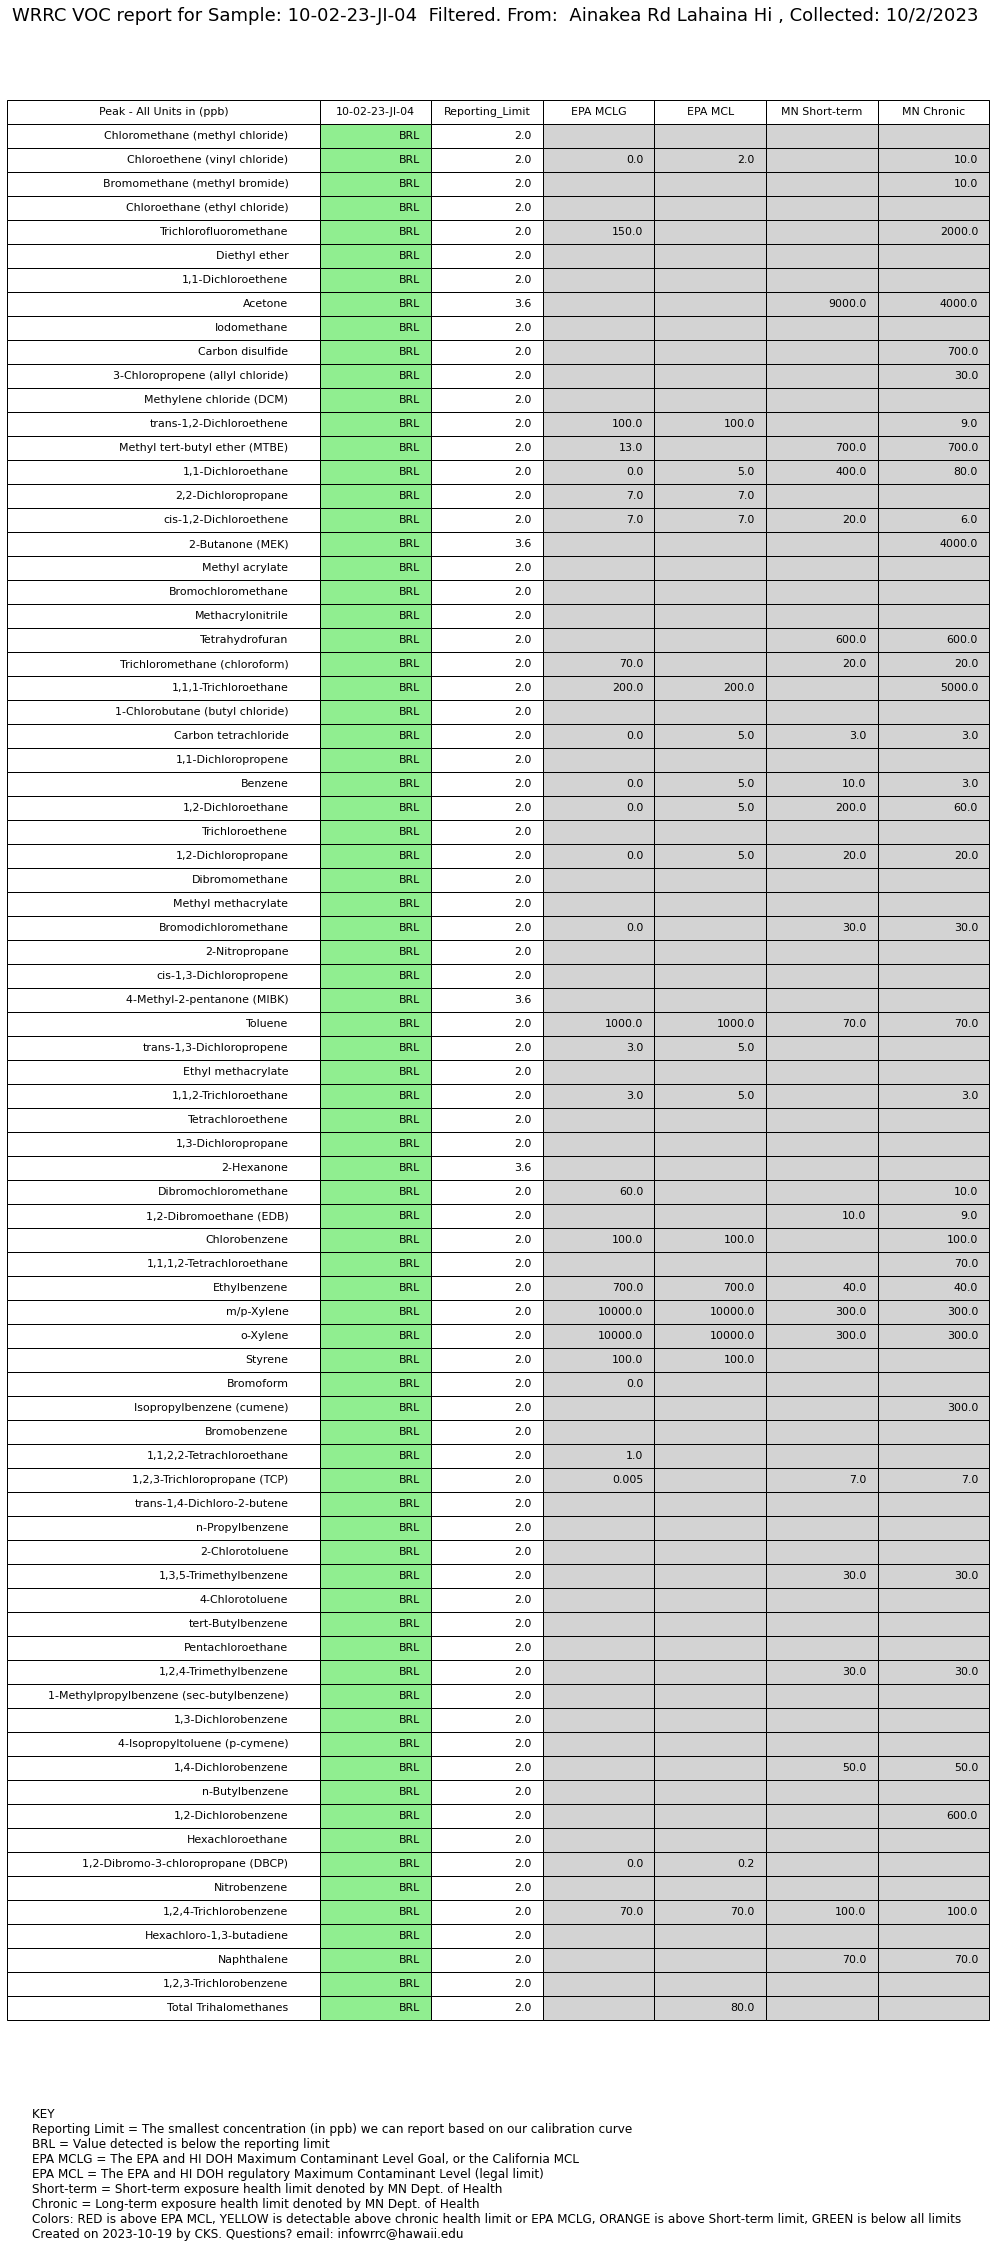 WRRC VOC report for Sample: 10-02-23-JI-04  Filtered. From:  Ainakea Rd Lahaina Hi , Collected: 10/2/2023
Peak - All Units in (ppb) 10-02-23-JI-04 Reporting_Limit EPA MCLG EPA MCL MN Short-term MN Chronic
Chloromethane (methyl chloride) BRL 2.0
Chloroethene (vinyl chloride) BRL 2.0 0.0 2.0 10.0
Bromomethane (methyl bromide) BRL 2.0 10.0
Chloroethane (ethyl chloride) BRL 2.0
Trichlorofluoromethane BRL 2.0 150.0 2000.0
Diethyl ether BRL 2.0
1,1-Dichloroethene BRL 2.0
Acetone BRL 3.6 9000.0 4000.0
Iodomethane BRL 2.0
Carbon disulfide BRL 2.0 700.0
3-Chloropropene (allyl chloride) BRL 2.0 30.0
Methylene chloride (DCM) BRL 2.0
trans-1,2-Dichloroethene BRL 2.0 100.0 100.0 9.0
Methyl tert-butyl ether (MTBE) BRL 2.0 13.0 700.0 700.0
1,1-Dichloroethane BRL 2.0 0.0 5.0 400.0 80.0
2,2-Dichloropropane BRL 2.0 7.0 7.0
cis-1,2-Dichloroethene BRL 2.0 7.0 7.0 20.0 6.0
2-Butanone (MEK) BRL 3.6 4000.0
Methyl acrylate BRL 2.0
Bromochloromethane BRL 2.0
Methacrylonitrile BRL 2.0
Tetrahydrofuran BRL 2.0 600.0 600.0
Trichloromethane (chloroform) BRL 2.0 70.0 20.0 20.0
1,1,1-Trichloroethane BRL 2.0 200.0 200.0 5000.0
1-Chlorobutane (butyl chloride) BRL 2.0
Carbon tetrachloride BRL 2.0 0.0 5.0 3.0 3.0
1,1-Dichloropropene BRL 2.0
Benzene BRL 2.0 0.0 5.0 10.0 3.0
1,2-Dichloroethane BRL 2.0 0.0 5.0 200.0 60.0
Trichloroethene BRL 2.0
1,2-Dichloropropane BRL 2.0 0.0 5.0 20.0 20.0
Dibromomethane BRL 2.0
Methyl methacrylate BRL 2.0
Bromodichloromethane BRL 2.0 0.0 30.0 30.0
2-Nitropropane BRL 2.0
cis-1,3-Dichloropropene BRL 2.0
4-Methyl-2-pentanone (MIBK) BRL 3.6
Toluene BRL 2.0 1000.0 1000.0 70.0 70.0
trans-1,3-Dichloropropene BRL 2.0 3.0 5.0
Ethyl methacrylate BRL 2.0
1,1,2-Trichloroethane BRL 2.0 3.0 5.0 3.0
Tetrachloroethene BRL 2.0
1,3-Dichloropropane BRL 2.0
2-Hexanone BRL 3.6
Dibromochloromethane BRL 2.0 60.0 10.0
1,2-Dibromoethane (EDB) BRL 2.0 10.0 9.0
Chlorobenzene BRL 2.0 100.0 100.0 100.0
1,1,1,2-Tetrachloroethane BRL 2.0 70.0
Ethylbenzene BRL 2.0 700.0 700.0 40.0 40.0
m/p-Xylene BRL 2.0 10000.0 10000.0 300.0 300.0
o-Xylene BRL 2.0 10000.0 10000.0 300.0 300.0
Styrene BRL 2.0 100.0 100.0
Bromoform BRL 2.0 0.0
Isopropylbenzene (cumene) BRL 2.0 300.0
Bromobenzene BRL 2.0
1,1,2,2-Tetrachloroethane BRL 2.0 1.0
1,2,3-Trichloropropane (TCP) BRL 2.0 0.005 7.0 7.0
trans-1,4-Dichloro-2-butene BRL 2.0
n-Propylbenzene BRL 2.0
2-Chlorotoluene BRL 2.0
1,3,5-Trimethylbenzene BRL 2.0 30.0 30.0
4-Chlorotoluene BRL 2.0
tert-Butylbenzene BRL 2.0
Pentachloroethane BRL 2.0
1,2,4-Trimethylbenzene BRL 2.0 30.0 30.0
1-Methylpropylbenzene (sec-butylbenzene) BRL 2.0
1,3-Dichlorobenzene BRL 2.0
4-Isopropyltoluene (p-cymene) BRL 2.0
1,4-Dichlorobenzene BRL 2.0 50.0 50.0
n-Butylbenzene BRL 2.0
1,2-Dichlorobenzene BRL 2.0 600.0
Hexachloroethane BRL 2.0
1,2-Dibromo-3-chloropropane (DBCP) BRL 2.0 0.0 0.2
Nitrobenzene BRL 2.0
1,2,4-Trichlorobenzene BRL 2.0 70.0 70.0 100.0 100.0
Hexachloro-1,3-butadiene BRL 2.0
Naphthalene BRL 2.0 70.0 70.0
1,2,3-Trichlorobenzene BRL 2.0
Total Trihalomethanes BRL 2.0 80.0
KEY
Reporting Limit = The smallest concentration (in ppb) we can report based on our calibration curve
BRL = Value detected is below the reporting limit
EPA MCLG = The EPA and HI DOH Maximum Contaminant Level Goal, or the California MCL
EPA MCL = The EPA and HI DOH regulatory Maximum Contaminant Level (legal limit)
Short-term = Short-term exposure health limit denoted by MN Dept. of Health
Chronic = Long-term exposure health limit denoted by MN Dept. of Health
Colors: RED is above EPA MCL, YELLOW is detectable above chronic health limit or EPA MCLG, ORANGE is above Short-term limit, GREEN is below all limits
Created on 2023-10-19 by CKS. Questions? email: infowrrc@hawaii.edu